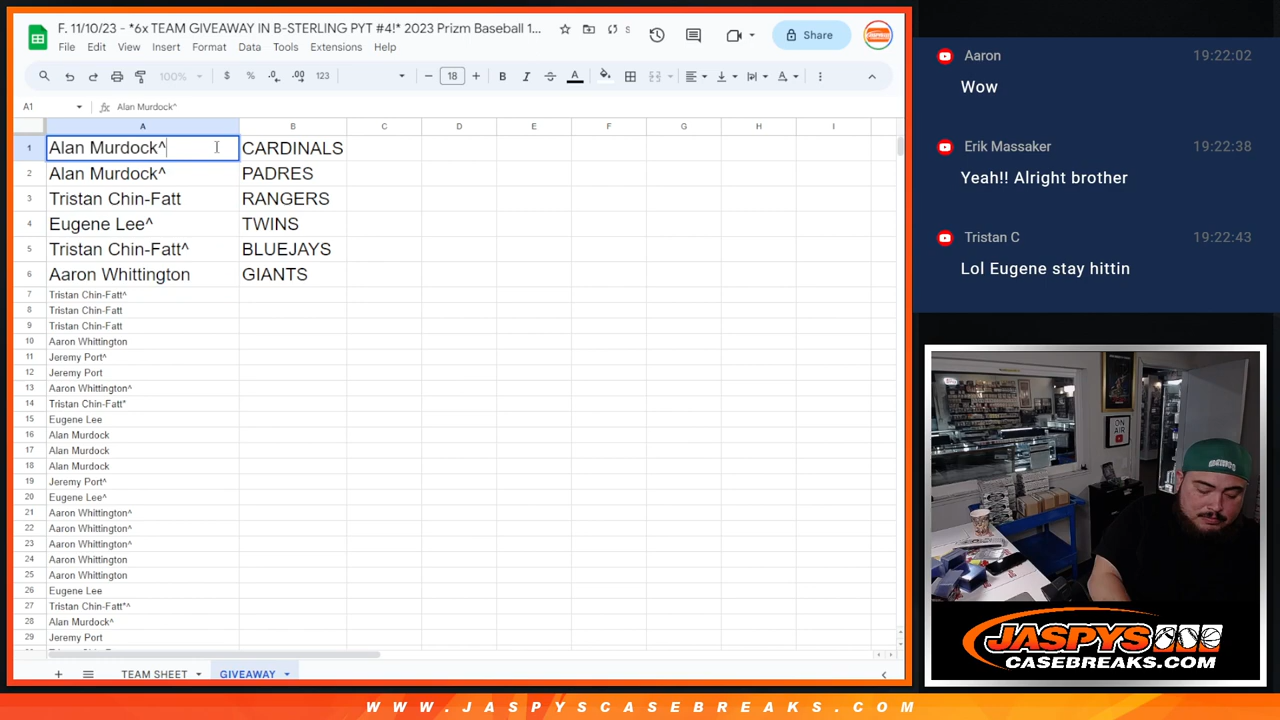 F. 11/10/23 - *6x TEAM GIVEAWAY IN B-STERLING PYT #4!* 2023 Prizm Baseball 1...
Share
File Edit View Insert Format Data Tools Extensions Help
100% $ % .0 .00 123 18 B I S A
A1 fx Alan Murdock^
A B C D E F G H I
1 Alan Murdock^ CARDINALS
2 Alan Murdock^ PADRES
3 Tristan Chin-Fatt RANGERS
4 Eugene Lee^ TWINS
5 Tristan Chin-Fatt^ BLUEJAYS
6 Aaron Whittington GIANTS
7 Tristan Chin-Fatt^
8 Tristan Chin-Fatt
9 Tristan Chin-Fatt
10 Aaron Whittington
11 Jeremy Port^
12 Jeremy Port
13 Aaron Whittington^
14 Tristan Chin-Fatt*
15 Eugene Lee
16 Alan Murdock
17 Alan Murdock
18 Alan Murdock
19 Jeremy Port^
20 Eugene Lee^
21 Aaron Whittington^
22 Aaron Whittington^
23 Aaron Whittington^
24 Aaron Whittington
25 Aaron Whittington
26 Eugene Lee
27 Tristan Chin-Fatt*^
28 Alan Murdock^
29 Jeremy Port
TEAM SHEET GIVEAWAY
Aaron 19:22:02
Wow
Erik Massaker 19:22:38
Yeah!! Alright brother
Tristan C 19:22:43
Lol Eugene stay hittin
ON
AIR
JASPYS
CASEBREAKS.COM
WWW.JASPYSCASEBREAKS.COM